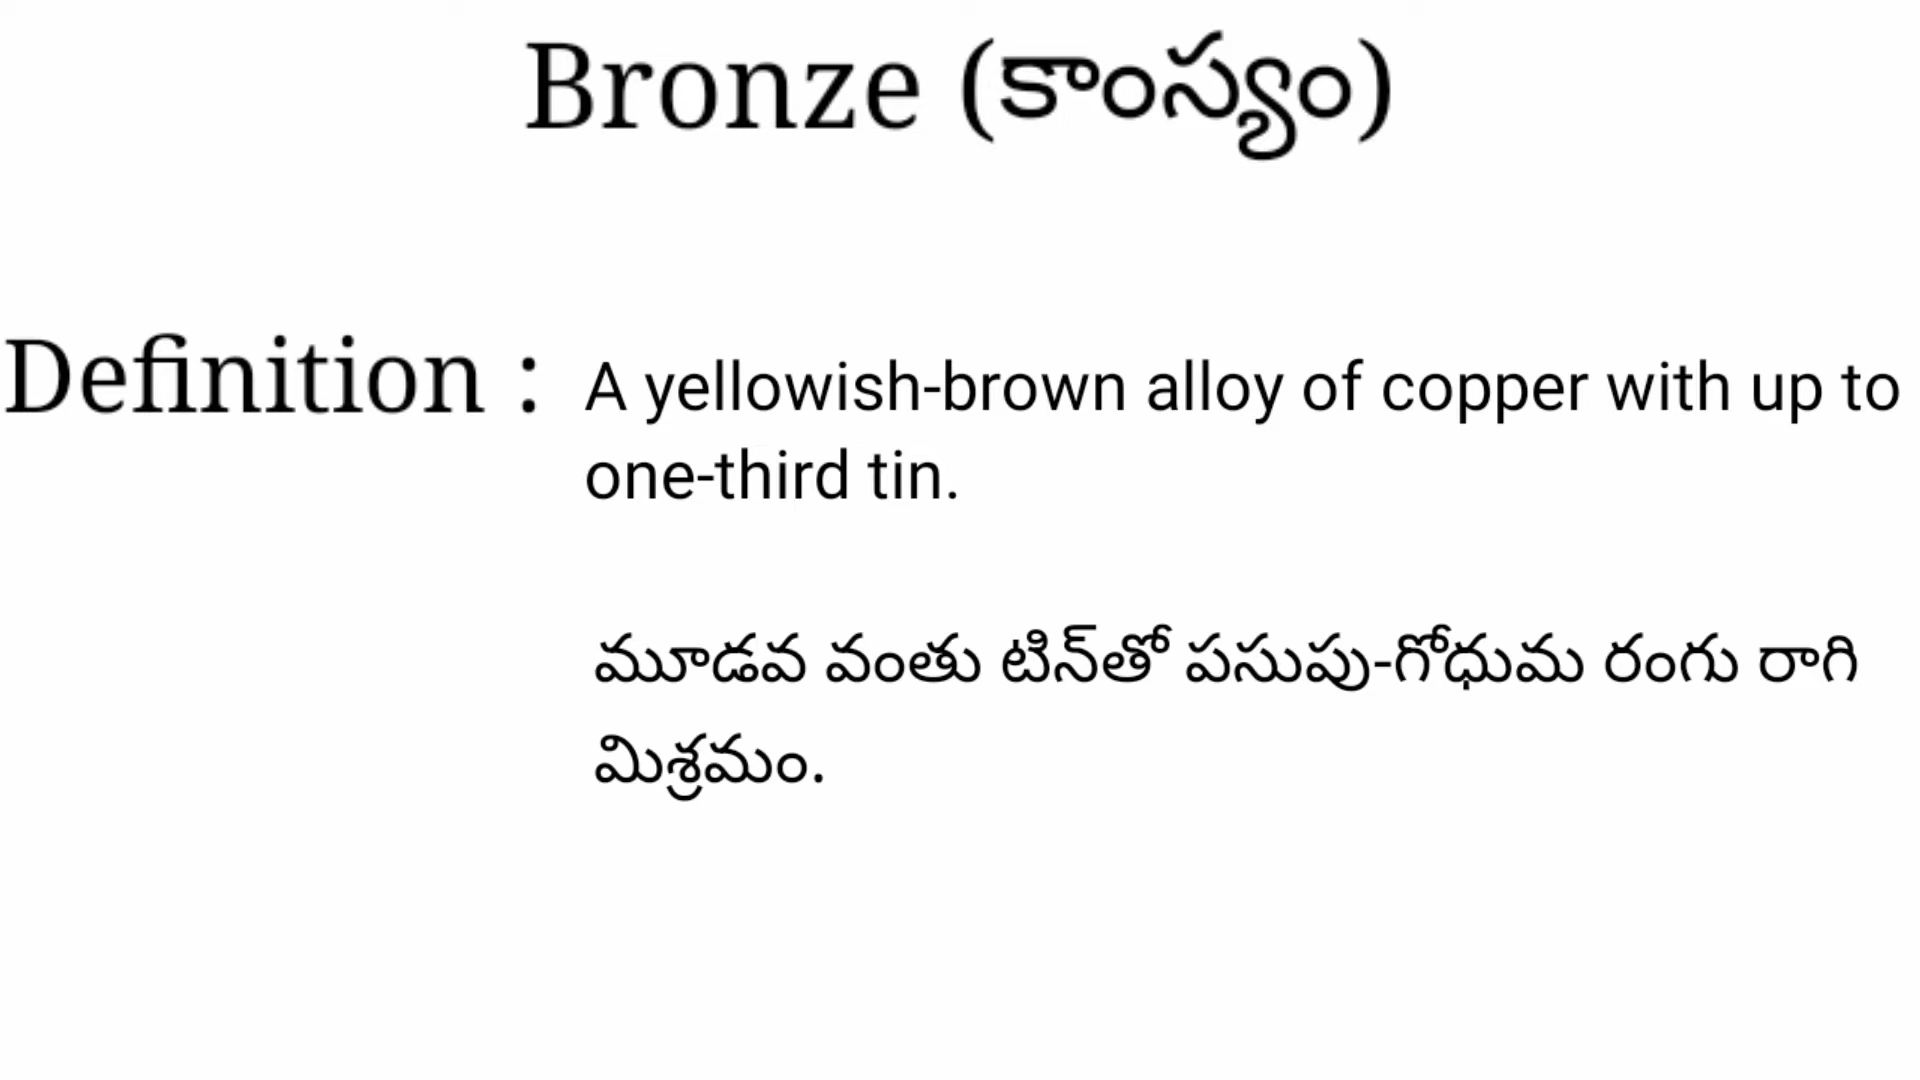 Bronze (కాంస్యం)
Definition : A yellowish-brown alloy of copper with up to
one-third tin.
మూడవ వంతు టిన్‌తో పసుపు-గోధుమ రంగు రాగి
మిశ్రమం.